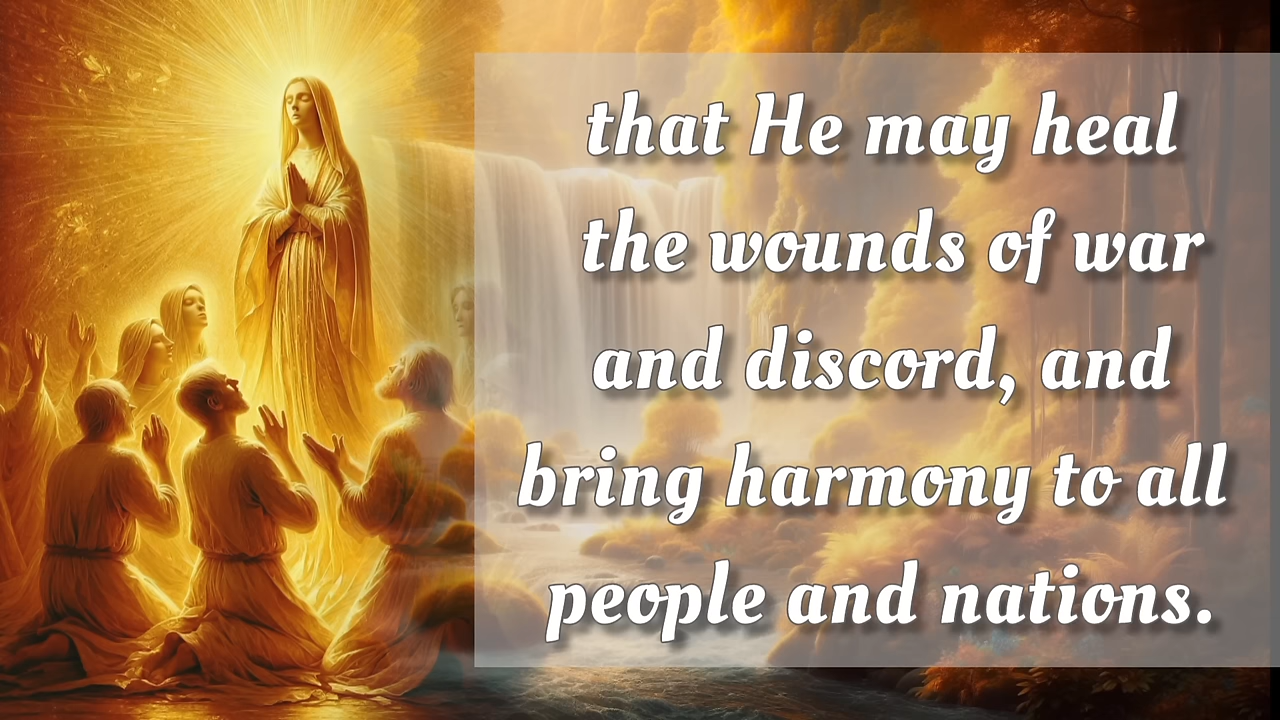 that He may heal
the wounds of war
and discord, and
bring harmony to all
people and nations.